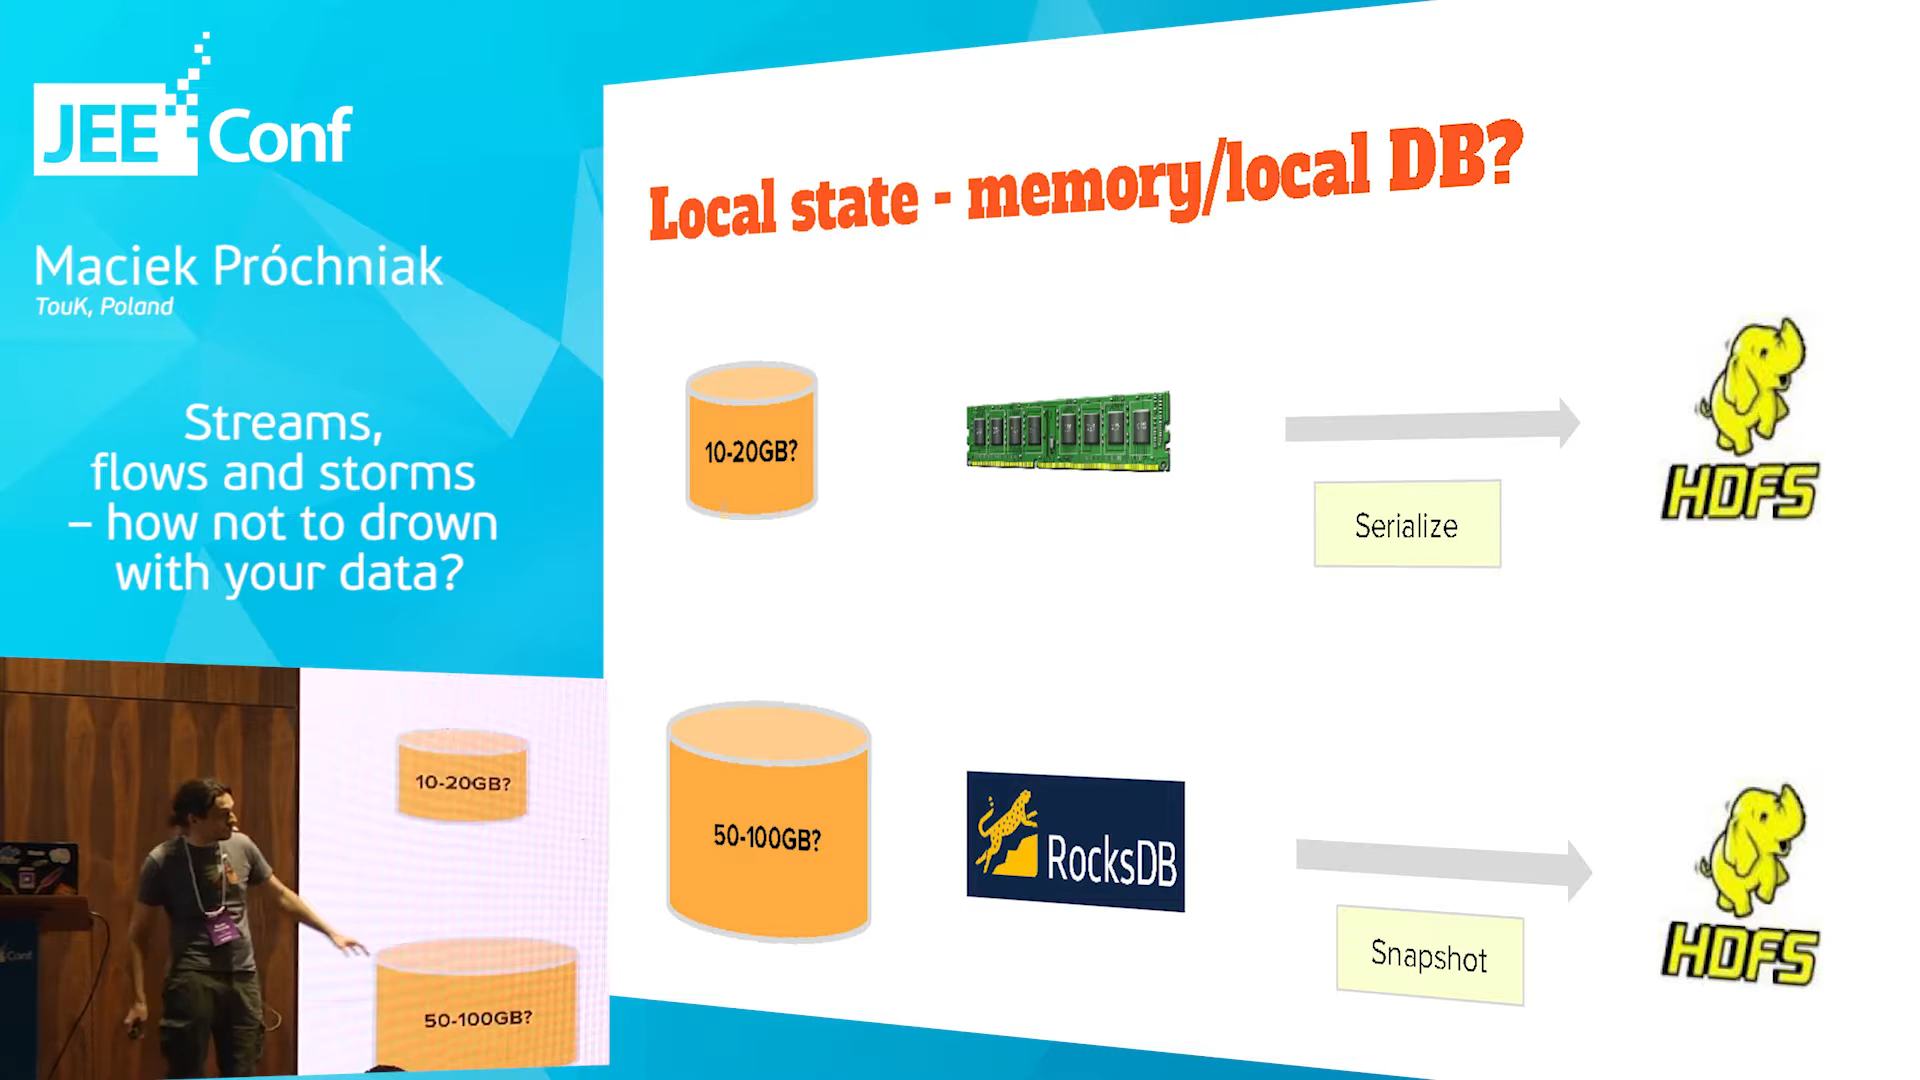 JEE Conf
Maciek Próchniak
TouK, Poland
Streams,
flows and storms
– how not to drown
with your data?
Local state - memory/local DB?
10-20GB?
Serialize
HDFS
50-100GB?
RocksDB
Snapshot
HDFS
10-20GB?
50-100GB?
Conf